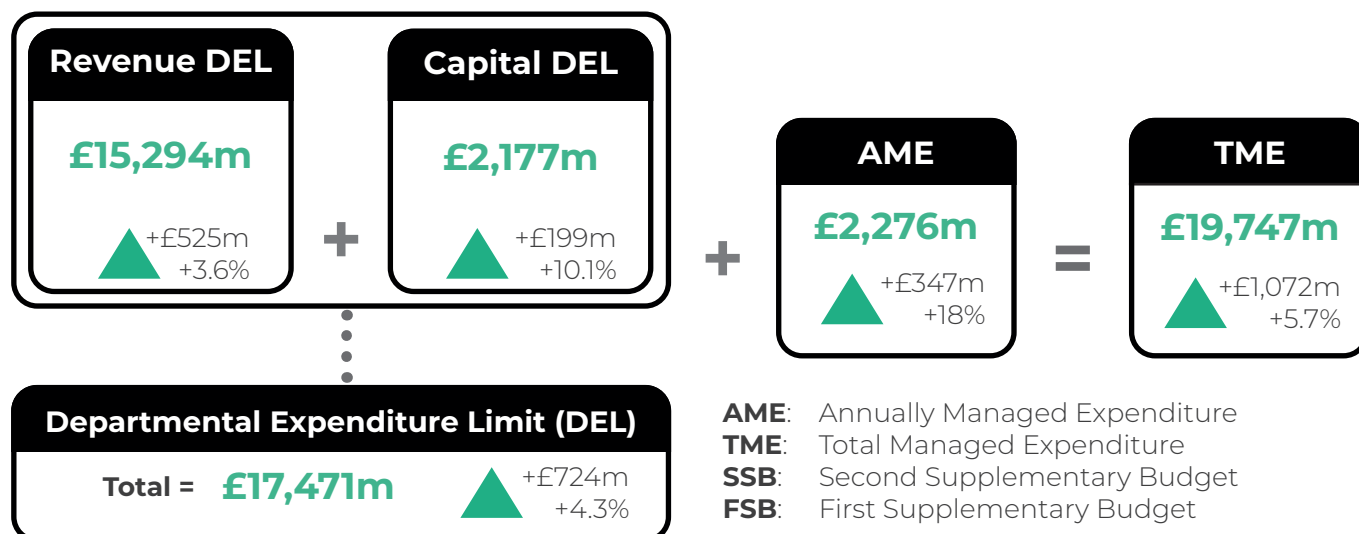 Revenue DEL
£15,294m
+£525m
+3.6%
+
Capital DEL
£2,177m
+£199m
+10.1%
+
AME
£2,276m
+£347m
+18%
=
TME
£19,747m
+£1,072m
+5.7%
Departmental Expenditure Limit (DEL)
Total = £17,471m
+£724m
+4.3%
AME: Annually Managed Expenditure
TME: Total Managed Expenditure
SSB: Second Supplementary Budget
FSB: First Supplementary Budget